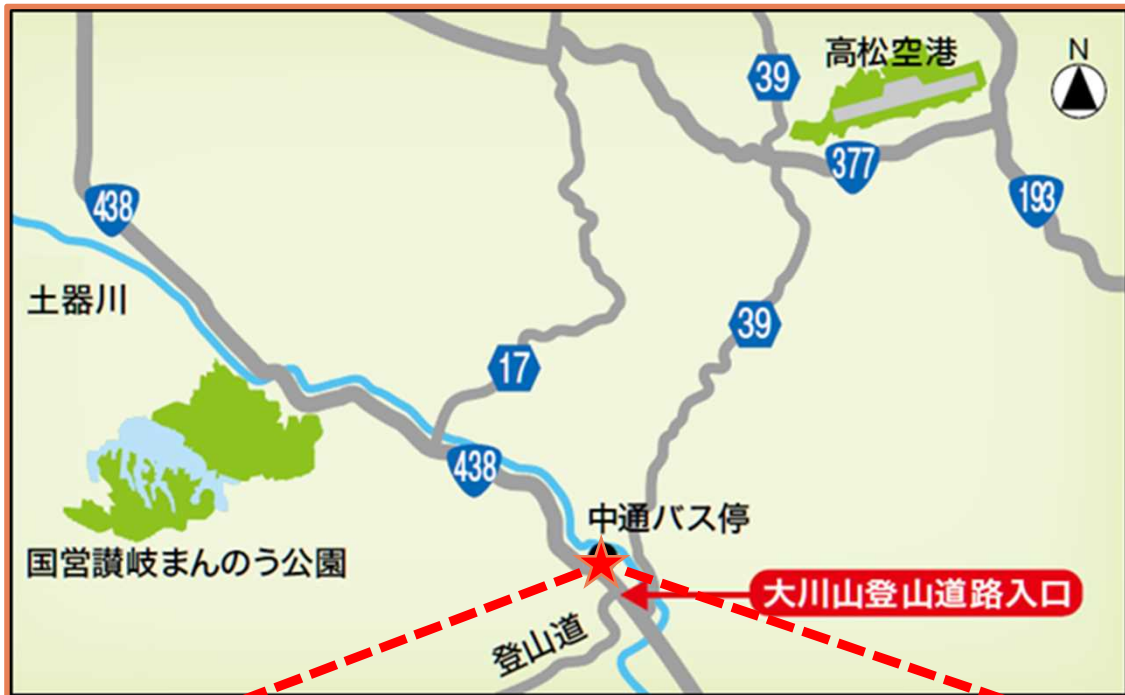 高松空港
N
39
377
438
193
土器川
39
17
438
中通バス停
国営讃岐まんのう公園
大川山登山道路入口
登山道